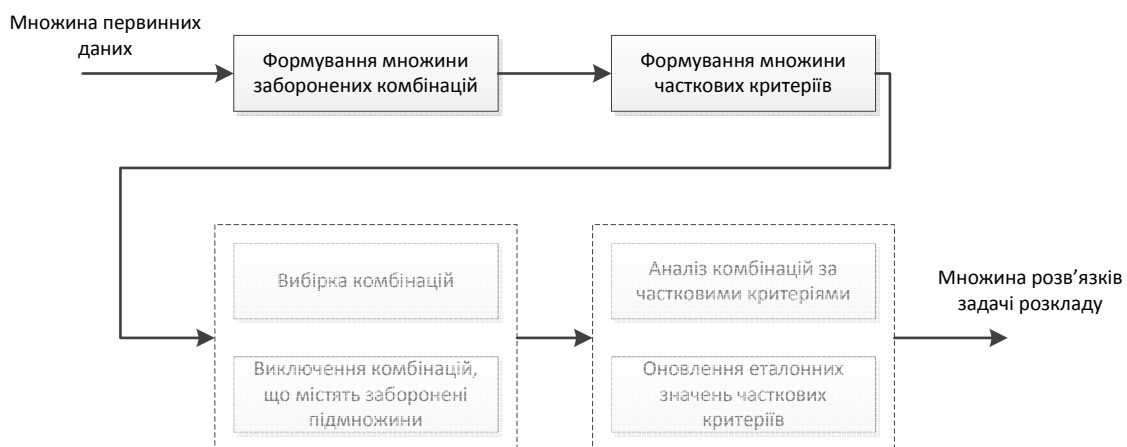 Множина первинних
даних
Формування множини
заборонених комбінацій
Формування множини
часткових критеріїв
Вибірка комбінацій
Виключення комбінацій,
що містять заборонені
підмножини
Аналіз комбінацій за
частковими критеріями
Оновлення еталонних
значень часткових
критеріїв
Множина розв’язків
задачі розкладу